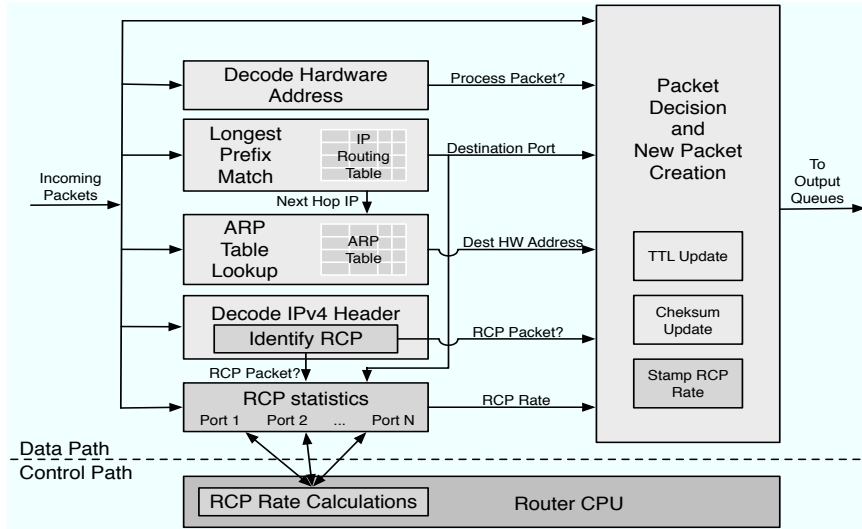 Decode Hardware
Address
Process Packet?
Longest
Prefix
Match
IP
Routing
Table
Destination Port
Incoming
Packets
Next Hop IP
ARP
Table
Lookup
ARP
Table
Dest HW Address
Decode IPv4 Header
Identify RCP
RCP Packet?
RCP Packet?
RCP statistics
Port 1 Port 2 ... Port N
RCP Rate
Packet
Decision
and
New Packet
Creation
TTL Update
Cheksum
Update
Stamp RCP
Rate
To
Output
Queues
Data Path
Control Path
RCP Rate Calculations
Router CPU